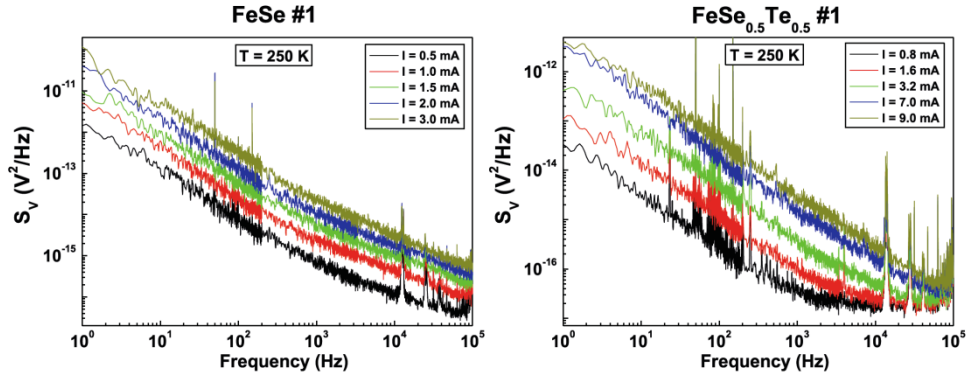 FeSe #1
T = 250 K
I = 0.5 mA
I = 1.0 mA
I = 1.5 mA
I = 2.0 mA
I = 3.0 mA
10⁻¹¹
10⁻¹³
10⁻¹⁵
S_V (V²/Hz)
10⁰ 10¹ 10² 10³ 10⁴ 10⁵
Frequency (Hz)
FeSe₀.₅Te₀.₅ #1
T = 250 K
I = 0.8 mA
I = 1.6 mA
I = 3.2 mA
I = 7.0 mA
I = 9.0 mA
10⁻¹²
10⁻¹⁴
10⁻¹⁶
S_V (V²/Hz)
10⁰ 10¹ 10² 10³ 10⁴ 10⁵
Frequency (Hz)